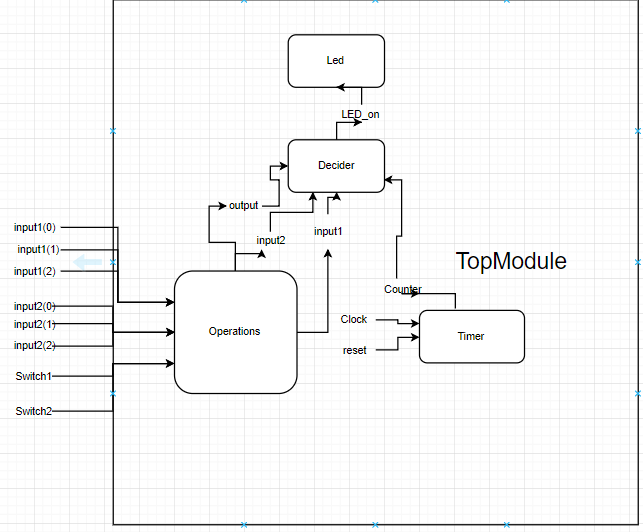 Led
LED_on
Decider
output
input2
input1
input1(0)
input1(1)
input1(2)
TopModule
Counter
input2(0)
input2(1)
input2(2)
Operations
Clock
reset
Timer
Switch1
Switch2